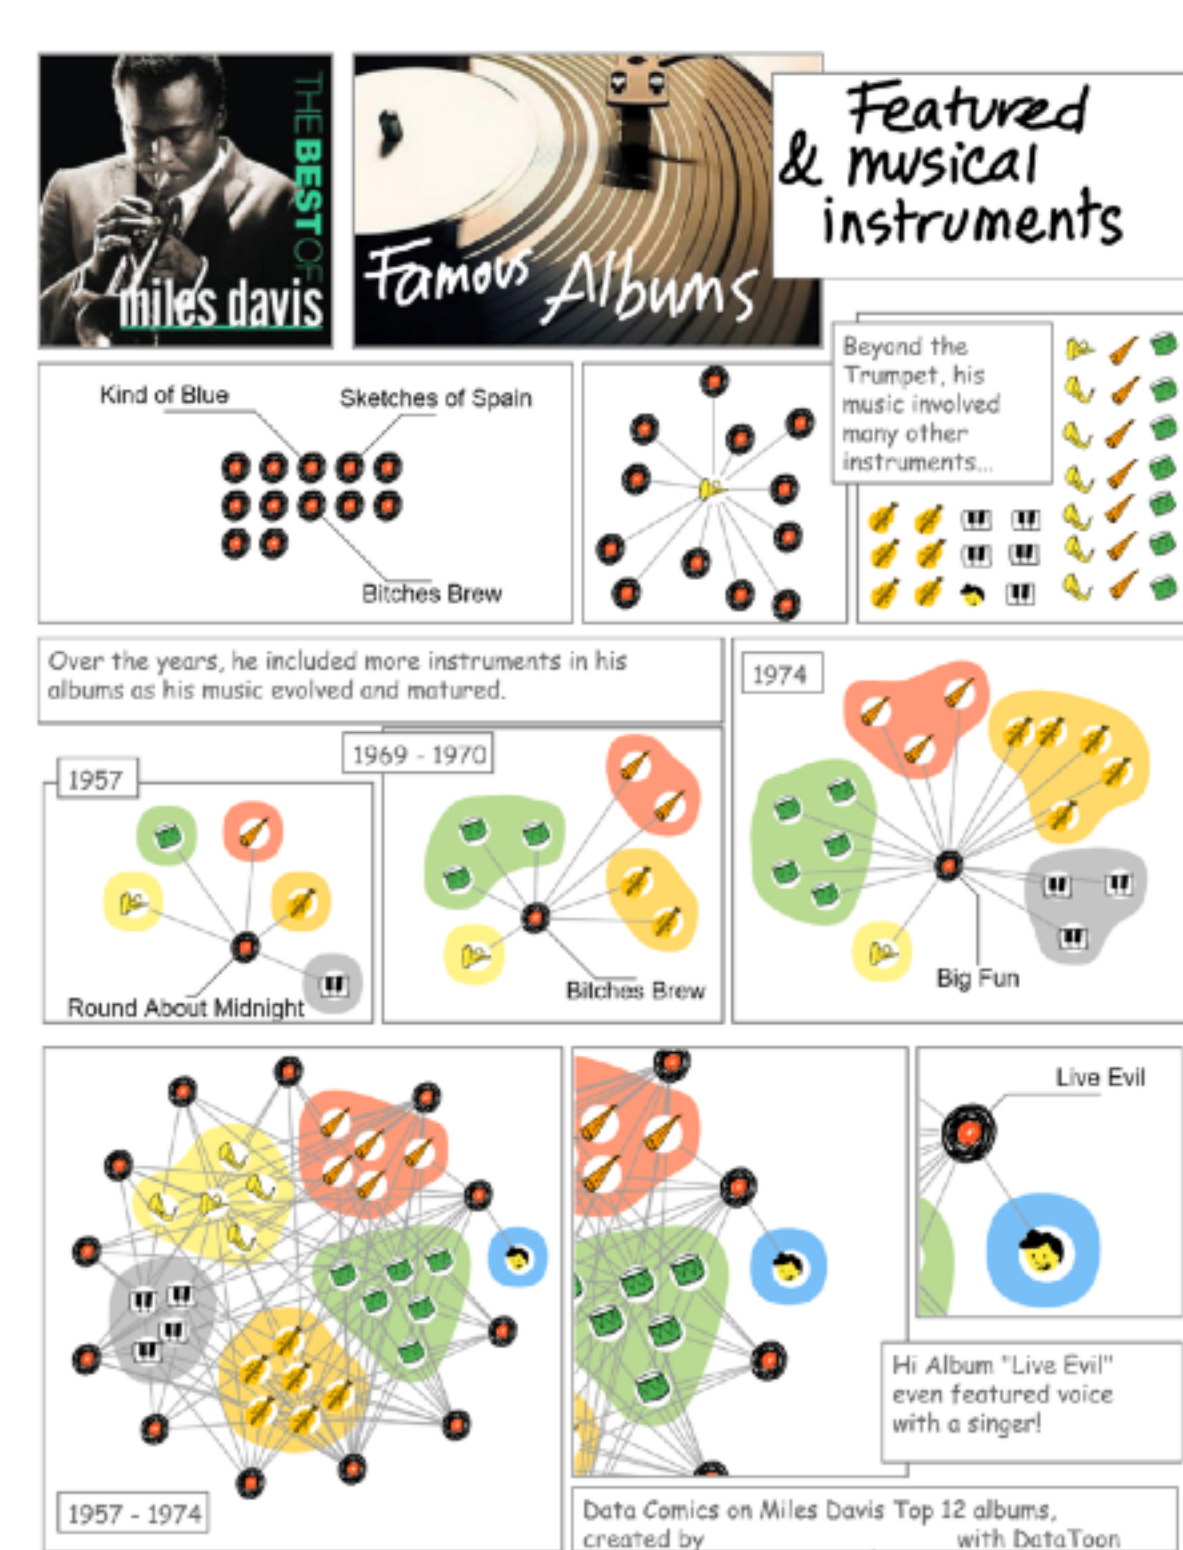 THE BEST OF
miles davis
Famous Albums
Featured
& musical
instruments
Kind of Blue
Sketches of Spain
Bitches Brew
Beyond the
Trumpet, his
music involved
many other
instruments...
Over the years, he included more instruments in his
albums as his music evolved and matured.
1957
Round About Midnight
1969 - 1970
Bitches Brew
1974
Big Fun
1957 - 1974
Live Evil
Hi Album "Live Evil"
even featured voice
with a singer!
Data Comics on Miles Davis Top 12 albums,
created by with DataToon